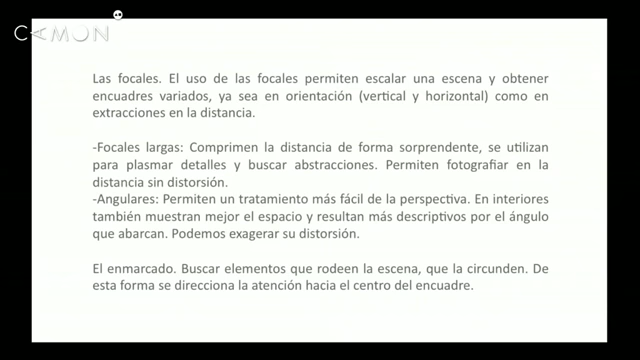 CAMON
Las focales. El uso de las focales permiten escalar una escena y obtener
encuadres variados, ya sea en orientación (vertical y horizontal) como en
extracciones en la distancia.
-Focales largas: Comprimen la distancia de forma sorprendente, se utilizan
para plasmar detalles y buscar abstracciones. Permiten fotografiar en la
distancia sin distorsión.
-Angulares: Permiten un tratamiento más fácil de la perspectiva. En interiores
también muestran mejor el espacio y resultan más descriptivos por el ángulo
que abarcan. Podemos exagerar su distorsión.
El enmarcado. Buscar elementos que rodeen la escena, que la circunden. De
esta forma se direcciona la atención hacia el centro del encuadre.